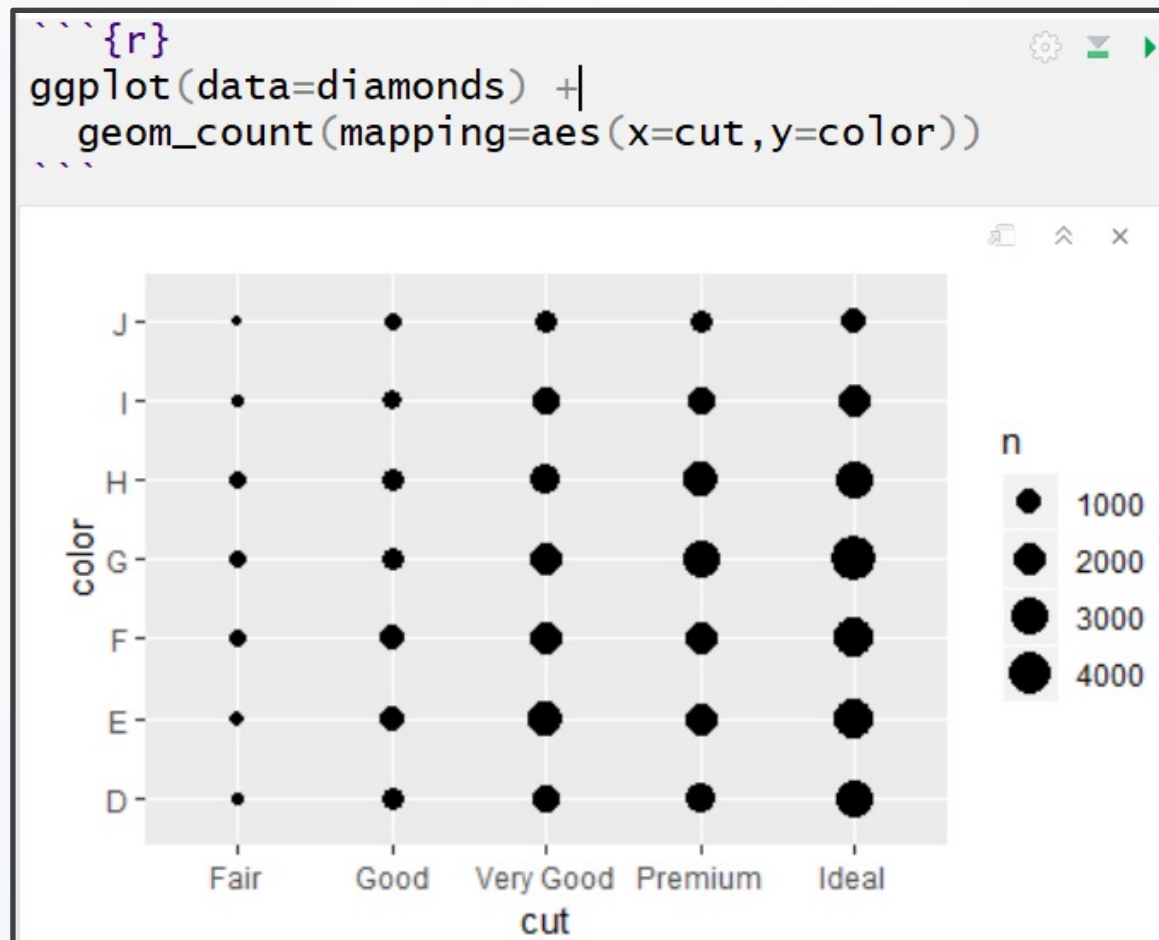 ```{r}
ggplot(data=diamonds) +
  geom_count(mapping=aes(x=cut,y=color))
```
J
I
H
G
F
E
D
color
Fair Good Very Good Premium Ideal
cut
n
1000
2000
3000
4000